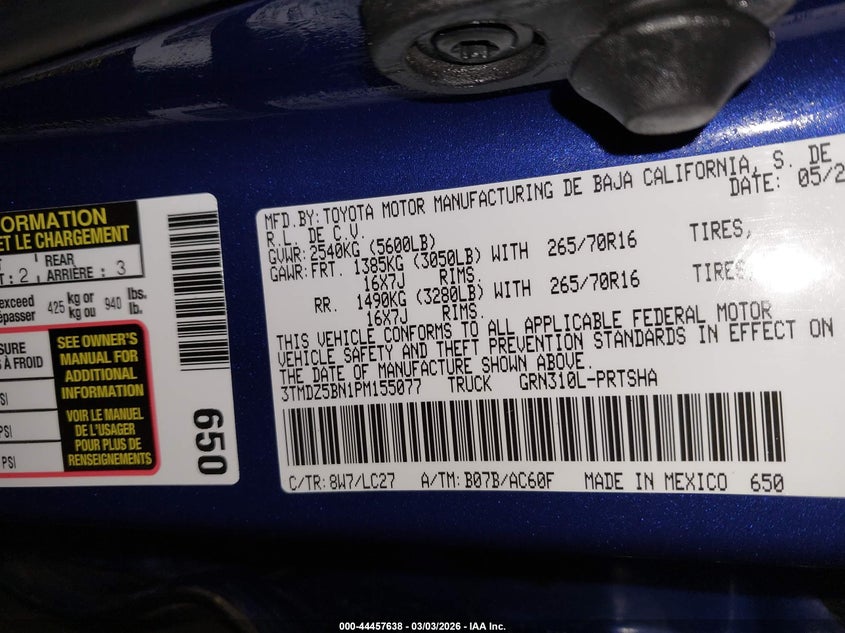 ORMATION
ET LE CHARGEMENT
: 2 REAR
ARRIÈRE : 3
exceed
épasser 425 kg or
kg ou 940 lbs.
lb.
SURE
S À FROID
SI
PSI
PSI
SEE OWNER'S
MANUAL FOR
ADDITIONAL
INFORMATION
VOIR LE MANUEL
DE L'USAGER
POUR PLUS DE
RENSEIGNEMENTS
650
MFD.BY:TOYOTA MOTOR MANUFACTURING DE BAJA CALIFORNIA, S. DE
R.L. DE C.V. DATE: 05/2
GVWR:2540KG (5600LB)
GAWR:FRT. 1385KG (3050LB) WITH 265/70R16 TIRES,
16X7J RIMS.
RR. 1490KG (3280LB) WITH 265/70R16 TIRES,
16X7J RIMS.
THIS VEHICLE CONFORMS TO ALL APPLICABLE FEDERAL MOTOR
VEHICLE SAFETY AND THEFT PREVENTION STANDARDS IN EFFECT ON
THE DATE OF MANUFACTURE SHOWN ABOVE.
3TMDZ5BN1PM155077 TRUCK GRN310L-PRTSHA
C/TR:8W7/LC27 A/TM:B07B/AC60F MADE IN MEXICO 650
000-44457638 - 03/03/2026 - IAA Inc.